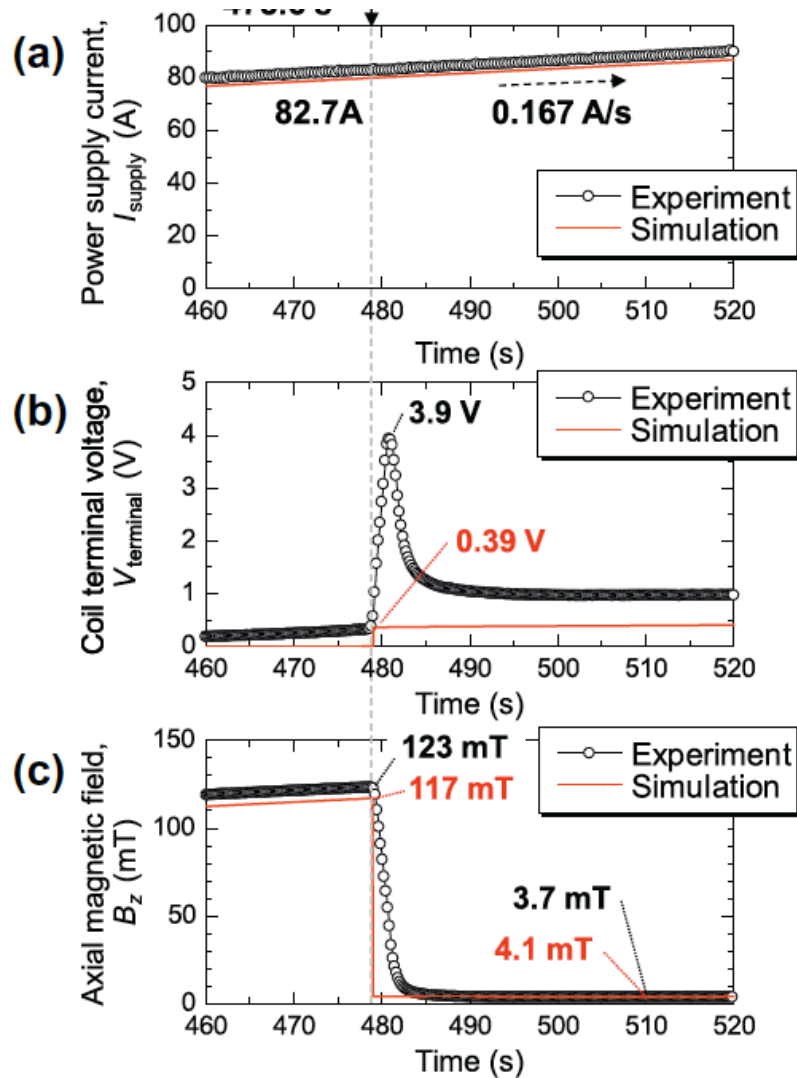 (a)
Power supply current,
I_supply (A)
100
80
60
40
20
0
82.7A
0.167 A/s
Experiment
Simulation
460 470 480 490 500 510 520
Time (s)
(b)
Coil terminal voltage,
V_terminal (V)
5
4
3
2
1
0
3.9 V
0.39 V
Experiment
Simulation
460 470 480 490 500 510 520
Time (s)
(c)
Axial magnetic field,
B_z (mT)
150
100
50
0
123 mT
117 mT
3.7 mT
4.1 mT
Experiment
Simulation
460 470 480 490 500 510 520
Time (s)